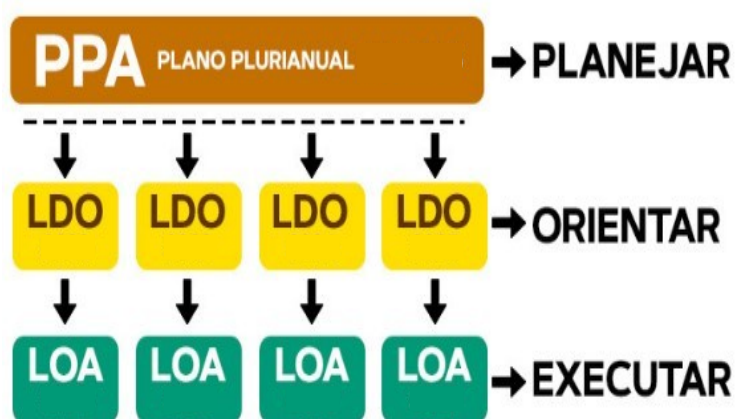 PPA PLANO PLURIANUAL PLANEJAR
LDO LDO LDO LDO ORIENTAR
LOA LOA LOA LOA EXECUTAR